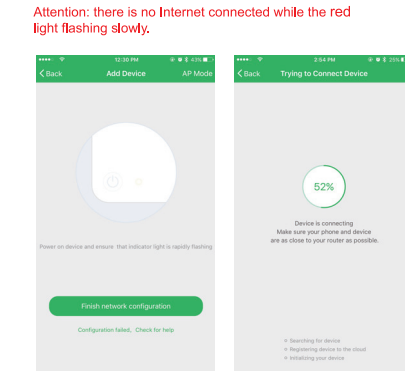 Attention: there is no Internet connected while the red
light flashing slowly.
12:30 PM
43%
Back
Add Device
AP Mode
Power on device and ensure that indicator light is rapidly flashing
Finish network configuration
Configuration failed, Check for help
2:54 PM
25%
Back
Trying to Connect Device
52%
Device is connecting
Make sure your phone and device
are as close to your router as possible.
Searching for device
Registering device to the cloud
Initializing your device